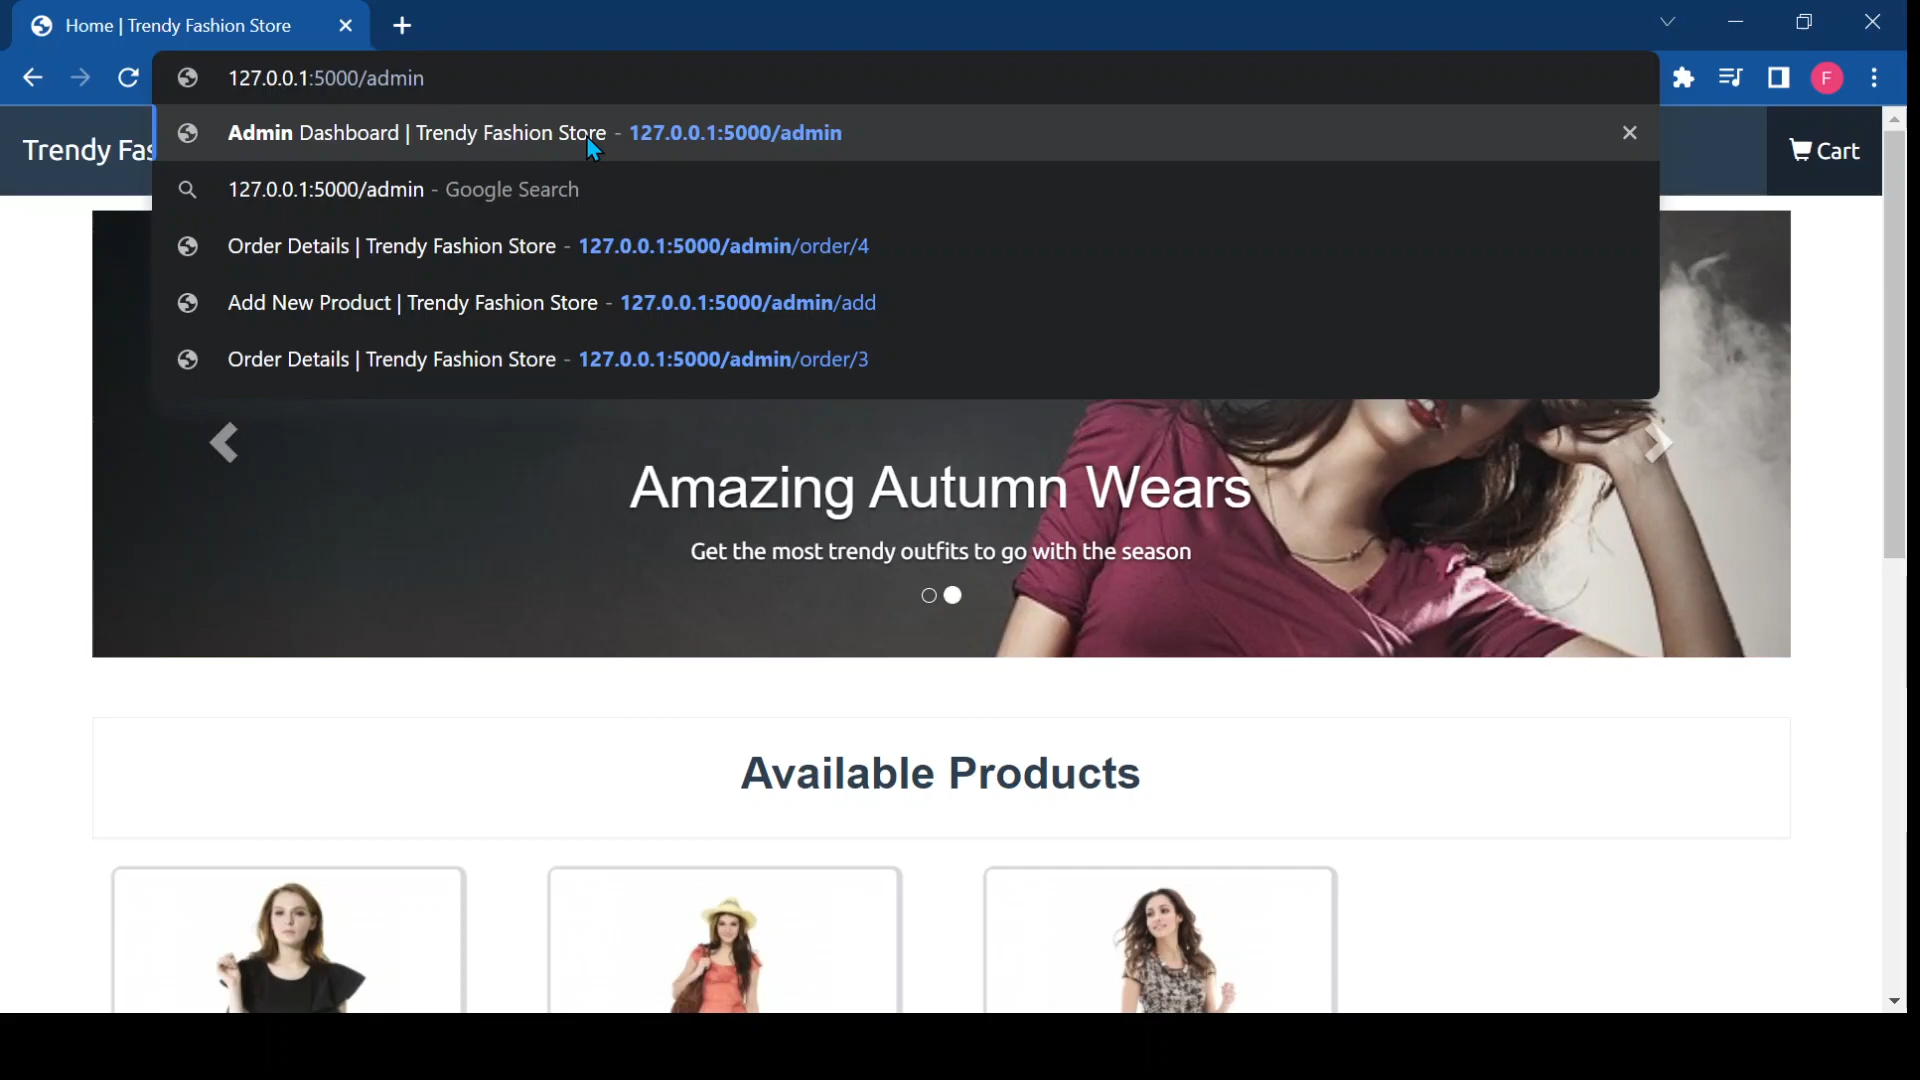 Home | Trendy Fashion Store
127.0.0.1:5000/admin
F
Admin Dashboard | Trendy Fashion Store - 127.0.0.1:5000/admin
Trendy Fas
Cart
127.0.0.1:5000/admin - Google Search
Order Details | Trendy Fashion Store - 127.0.0.1:5000/admin/order/4
Add New Product | Trendy Fashion Store - 127.0.0.1:5000/admin/add
Order Details | Trendy Fashion Store - 127.0.0.1:5000/admin/order/3
Amazing Autumn Wears
Get the most trendy outfits to go with the season
Available Products